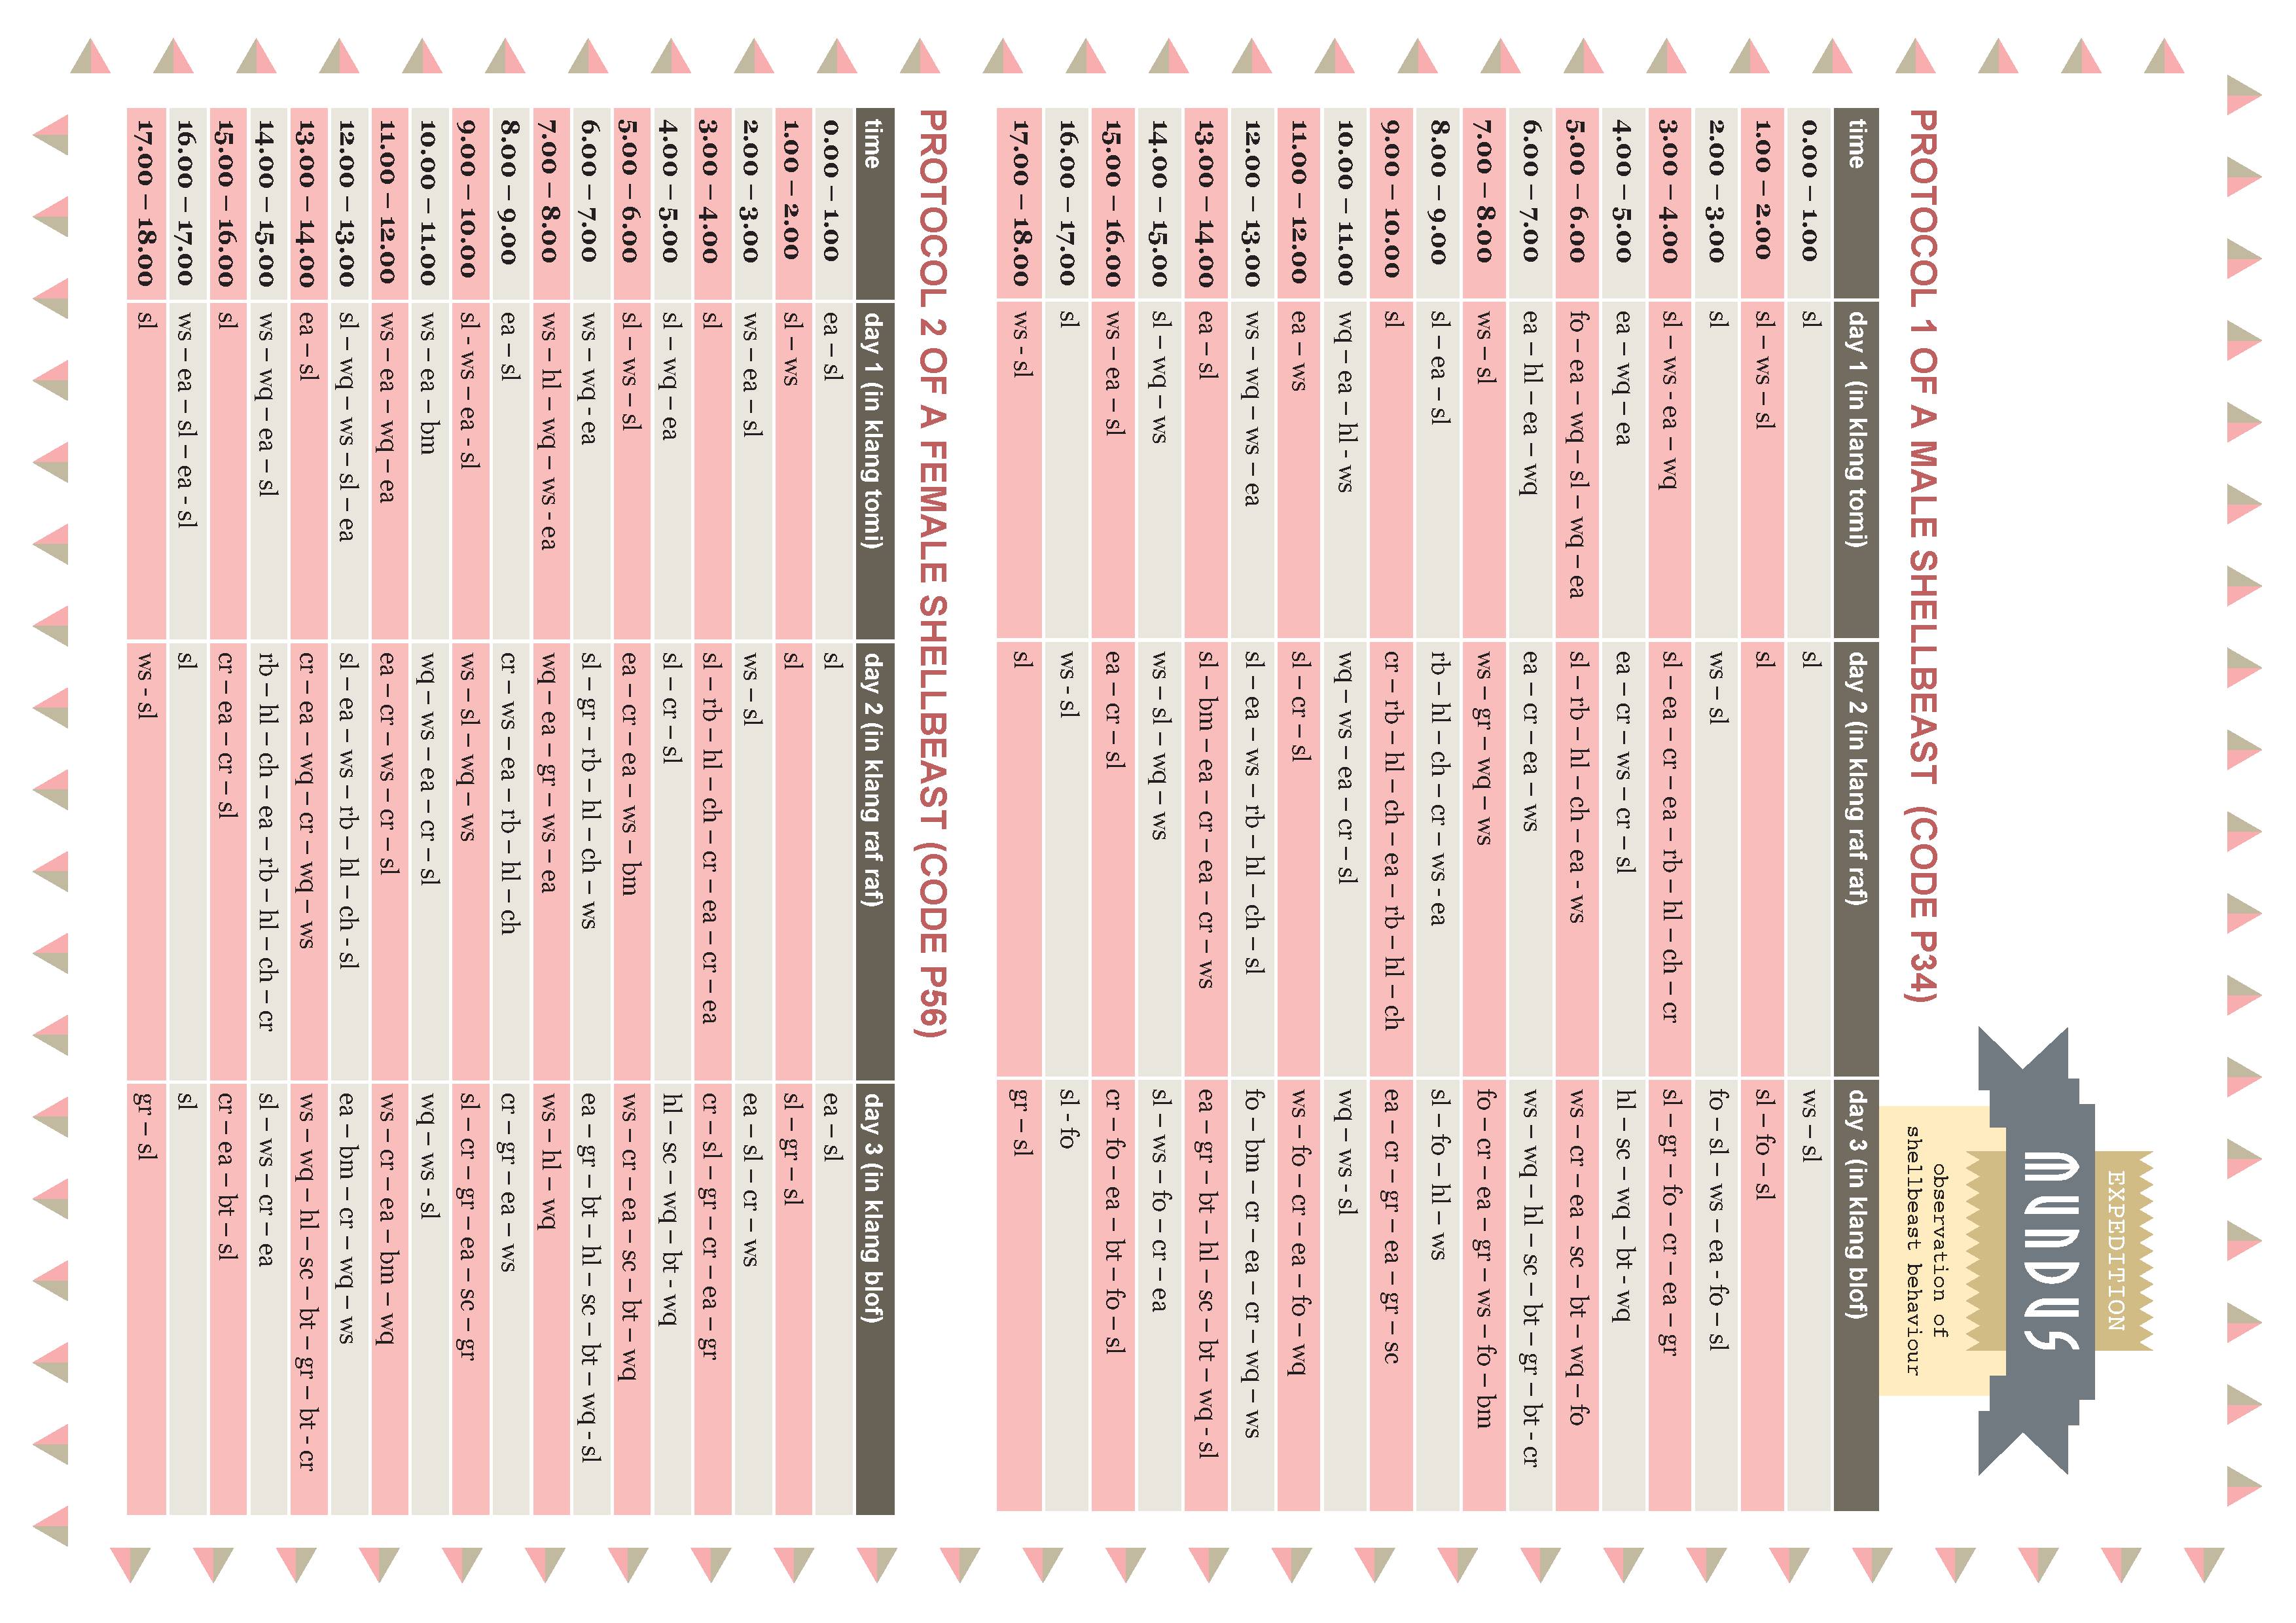 EXPEDITION
MUNDUS
observation of
shellbeast behaviour
PROTOCOL 1 OF A MALE SHELLBEAST (CODE P34)
time day 1 (in klang tomi) day 2 (in klang raf raf) day 3 (in klang blof)
0.00 – 1.00 sl sl ws – sl
1.00 – 2.00 sl – ws – sl sl sl – fo – sl
2.00 – 3.00 sl ws – sl fo – sl – ws – ea - fo – sl
3.00 – 4.00 sl – ws - ea – wq sl – ea – cr – ea – rb – hl – ch – cr sl – gr – fo – cr – ea – gr
4.00 – 5.00 ea – wq – ea ea – cr – ws – cr – sl hl – sc – wq – bt - wq
5.00 – 6.00 fo – ea – wq – sl – wq – ea sl – rb – hl – ch – ea - ws ws – cr – ea – sc – bt – wq – fo
6.00 – 7.00 ea – hl – ea – wq ea – cr – ea – ws ws – wq – hl – sc – bt – gr – bt - cr
7.00 – 8.00 ws – sl ws – gr – wq – ws fo – cr – ea – gr – ws – fo – bm
8.00 – 9.00 sl – ea – sl rb – hl – ch – cr – ws - ea sl – fo – hl – ws
9.00 – 10.00 sl cr – rb – hl – ch – ea – rb – hl – ch ea – cr – gr – ea – gr – sc
10.00 – 11.00 wq – ea – hl - ws wq – ws – ea – cr – sl wq – ws - sl
11.00 – 12.00 ea – ws sl – cr – sl ws – fo – cr – ea – fo – wq
12.00 – 13.00 ws – wq – ws – ea sl – ea – ws – rb – hl – ch – sl fo – bm – cr – ea – cr – wq – ws
13.00 – 14.00 ea – sl sl – bm – ea – cr – ea – cr – ws ea – gr – bt – hl – sc – bt – wq - sl
14.00 – 15.00 sl – wq – ws ws – sl – wq – ws sl – ws – fo – cr – ea
15.00 – 16.00 ws – ea – sl ea – cr – sl cr – fo – ea – bt – fo – sl
16.00 – 17.00 sl ws - sl sl - fo
17.00 – 18.00 ws - sl sl gr – sl
PROTOCOL 2 OF A FEMALE SHELLBEAST (CODE P56)
time day 1 (in klang tomi) day 2 (in klang raf raf) day 3 (in klang blof)
0.00 – 1.00 ea – sl sl ea – sl
1.00 – 2.00 sl – ws sl sl – gr – sl
2.00 – 3.00 ws – ea – sl ws – sl ea – sl – cr – ws
3.00 – 4.00 sl sl – rb – hl – ch – cr – ea – cr – ea cr – sl – gr – cr – ea – gr
4.00 – 5.00 sl – wq – ea sl – cr – sl hl – sc – wq – bt - wq
5.00 – 6.00 sl – ws – sl ea – cr – ea – ws – bm ws – cr – ea – sc – bt – wq
6.00 – 7.00 ws – wq - ea sl – gr – rb – hl – ch – ws ea – gr – bt – hl – sc – bt – wq - sl
7.00 – 8.00 ws – hl – wq – ws - ea wq – ea – gr – ws – ea ws – hl – wq
8.00 – 9.00 ea – sl cr – ws – ea – rb – hl – ch cr – gr – ea – ws
9.00 – 10.00 sl - ws – ea - sl ws – sl – wq – ws sl – cr – gr – ea – sc – gr
10.00 – 11.00 ws – ea – bm wq – ws – ea – cr – sl wq – ws - sl
11.00 – 12.00 ws – ea – wq – ea ea – cr – ws – cr – sl ws – cr – ea – bm – wq
12.00 – 13.00 sl – wq – ws – sl – ea sl – ea – ws – rb – hl – ch - sl ea – bm – cr – wq – ws
13.00 – 14.00 ea – sl cr – ea – wq – cr – wq – ws ws – wq – hl – sc – bt – gr – bt - cr
14.00 – 15.00 ws – wq – ea – sl rb – hl – ch – ea – rb – hl – ch – cr sl – ws – cr – ea
15.00 – 16.00 sl cr – ea – cr – sl cr – ea – bt – sl
16.00 – 17.00 ws – ea – sl – ea - sl sl sl
17.00 – 18.00 sl ws - sl gr – sl